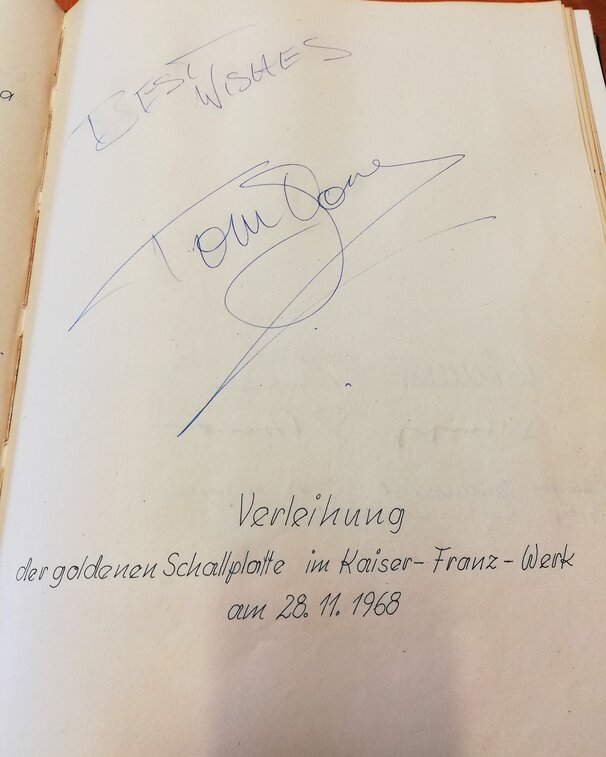 a
BEST
WISHES
Tom Jones
Verleihung
der goldenen Schallplatte im Kaiser-Franz-Werk
am 28. 11. 1968